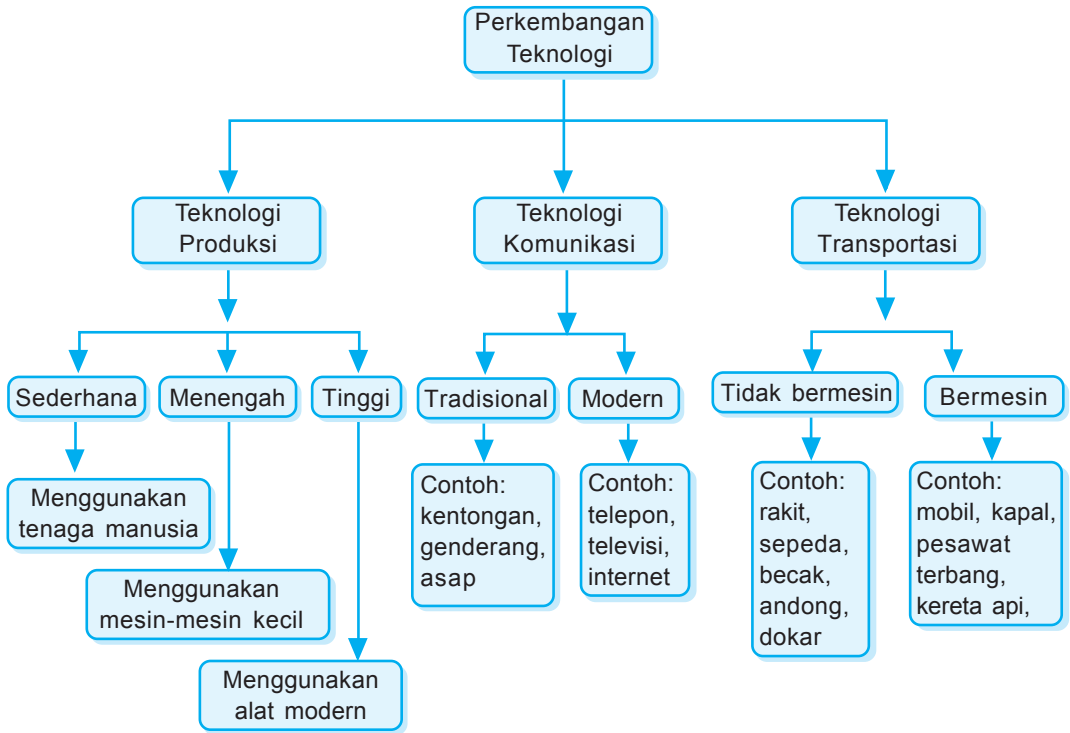 Perkembangan
Teknologi
Teknologi
Produksi
Teknologi
Komunikasi
Teknologi
Transportasi
Sederhana
Menengah
Tinggi
Tradisional
Modern
Tidak bermesin
Bermesin
Menggunakan
tenaga manusia
Menggunakan
mesin-mesin kecil
Menggunakan
alat modern
Contoh:
kentongan,
genderang,
asap
Contoh:
telepon,
televisi,
internet
Contoh:
rakit,
sepeda,
becak,
andong,
dokar
Contoh:
mobil, kapal,
pesawat
terbang,
kereta api,